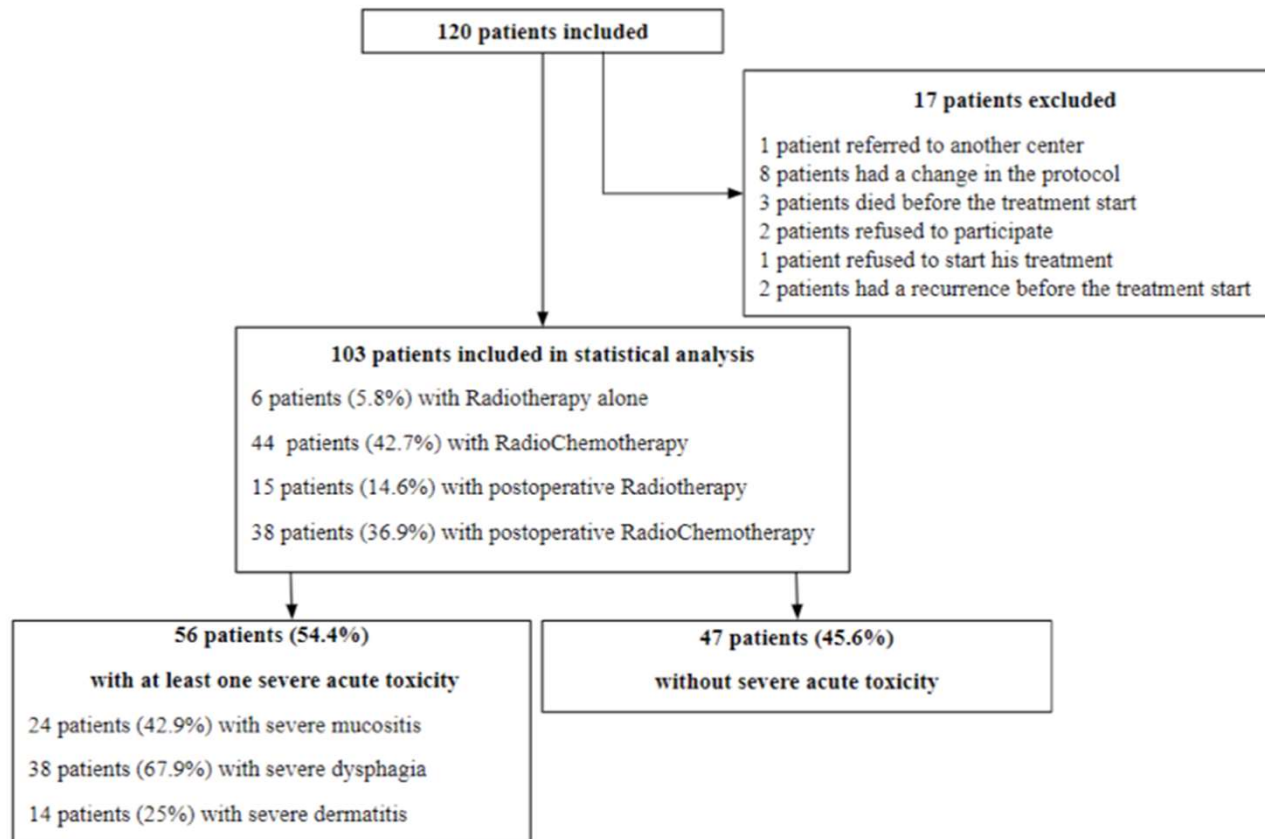 120 patients included
17 patients excluded
1 patient referred to another center
8 patients had a change in the protocol
3 patients died before the treatment start
2 patients refused to participate
1 patient refused to start his treatment
2 patients had a recurrence before the treatment start
103 patients included in statistical analysis
6 patients (5.8%) with Radiotherapy alone
44 patients (42.7%) with RadioChemotherapy
15 patients (14.6%) with postoperative Radiotherapy
38 patients (36.9%) with postoperative RadioChemotherapy
56 patients (54.4%)
with at least one severe acute toxicity
24 patients (42.9%) with severe mucositis
38 patients (67.9%) with severe dysphagia
14 patients (25%) with severe dermatitis
47 patients (45.6%)
without severe acute toxicity